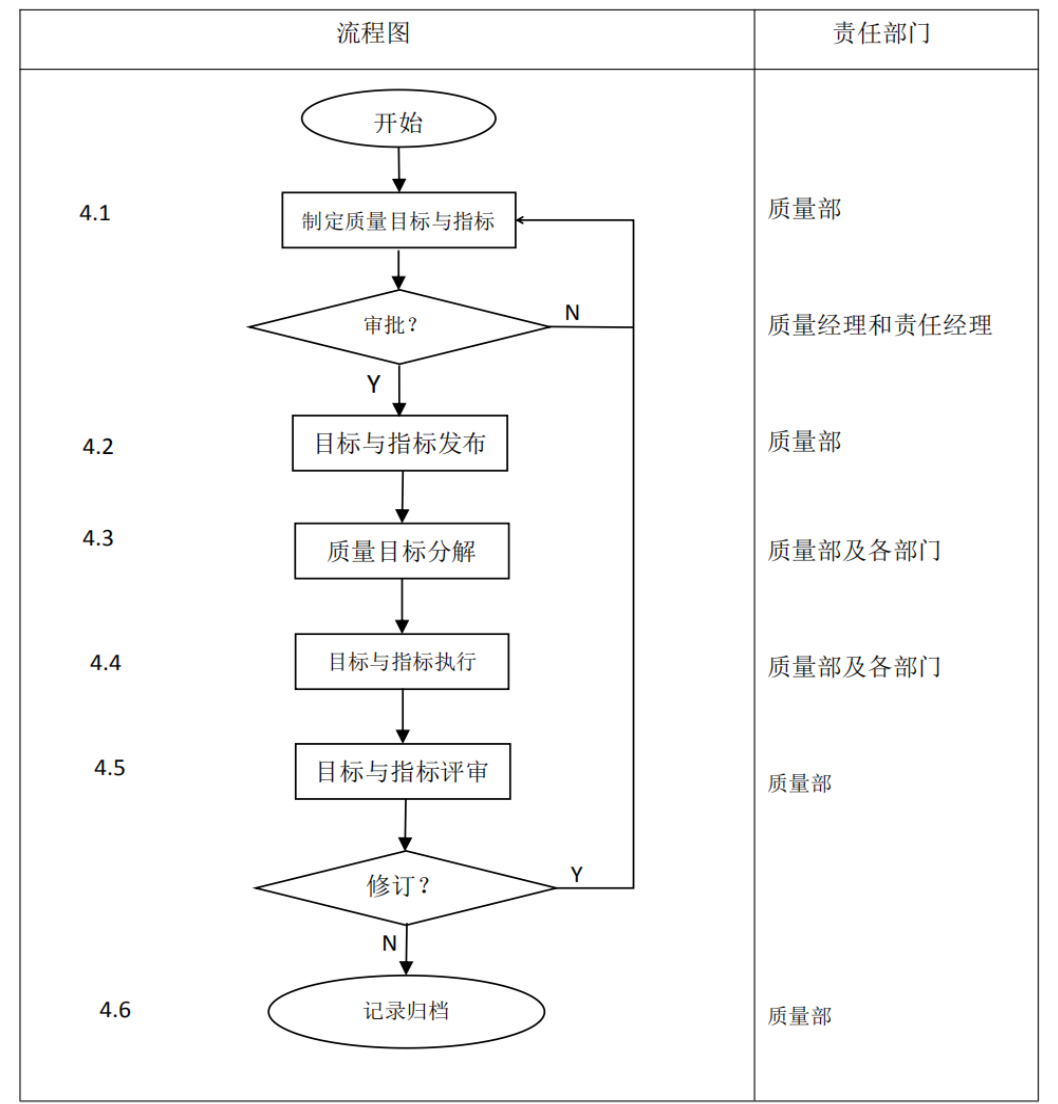 流程图 责任部门
开始
4.1 制定质量目标与指标 质量部
审批? N 质量经理和责任经理
Y
4.2 目标与指标发布 质量部
4.3 质量目标分解 质量部及各部门
4.4 目标与指标执行 质量部及各部门
4.5 目标与指标评审 质量部
修订? Y
N
4.6 记录归档 质量部